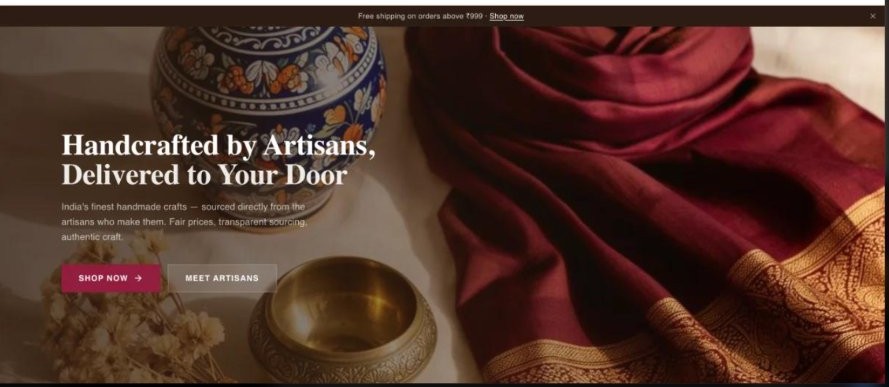 Free shipping on orders above ₹999 · Shop now ×
Handcrafted by Artisans,
Delivered to Your Door
India's finest handmade crafts — sourced directly from the
artisans who make them. Fair prices, transparent sourcing,
authentic craft.
SHOP NOW →
MEET ARTISANS